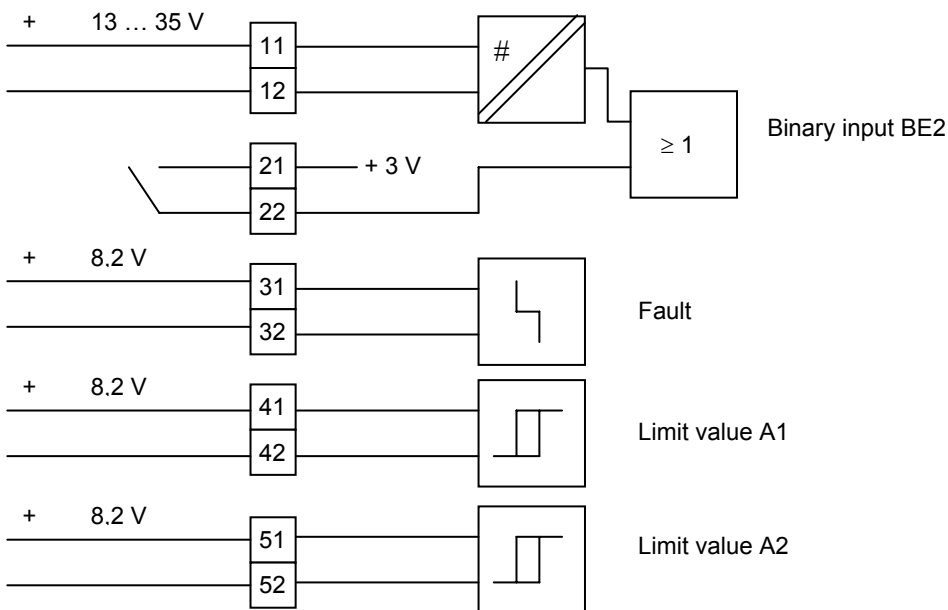 + 13 … 35 V
11
#
12
≥ 1
Binary input BE2
21
+ 3 V
22
+ 8,2 V
31
Fault
32
+ 8,2 V
41
Limit value A1
42
+ 8,2 V
51
Limit value A2
52